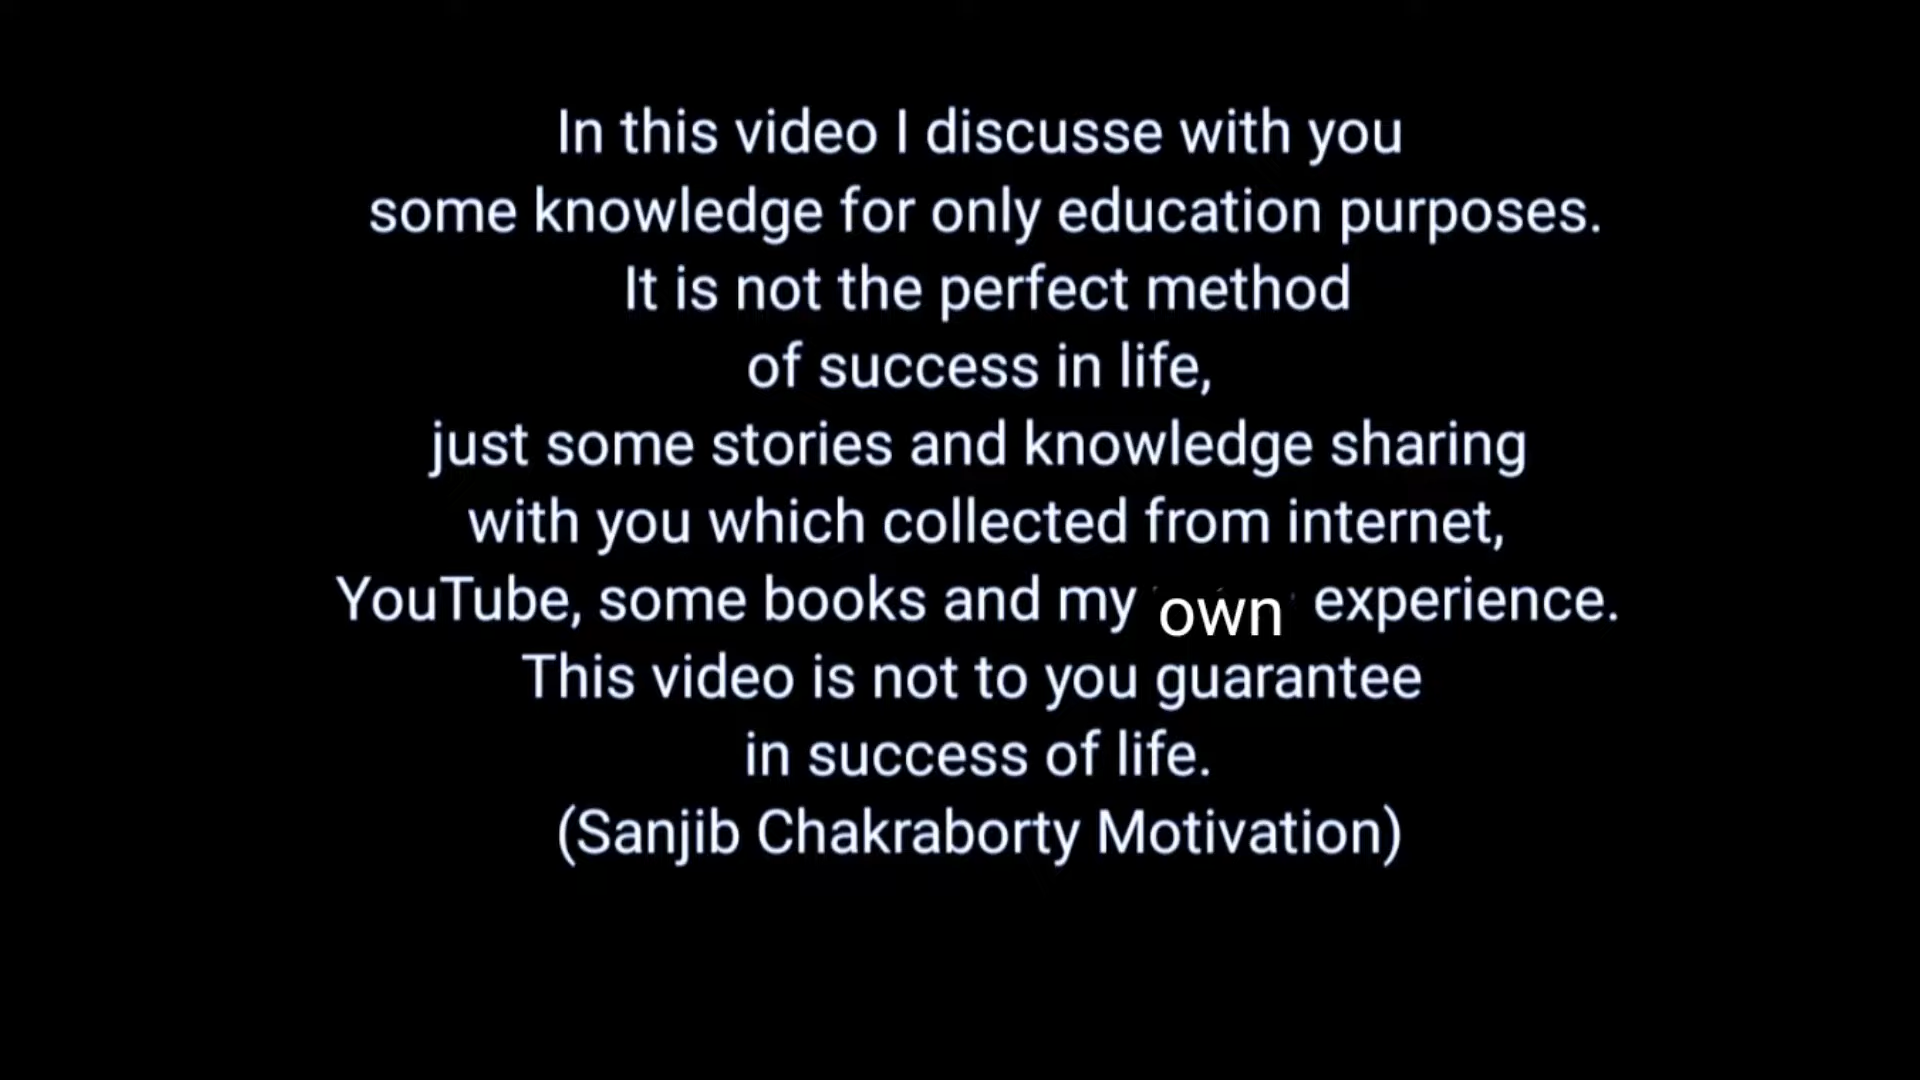 In this video I discusse with you
some knowledge for only education purposes.
It is not the perfect method
of success in life,
just some stories and knowledge sharing
with you which collected from internet,
YouTube, some books and my own experience.
This video is not to you guarantee
in success of life.
(Sanjib Chakraborty Motivation)